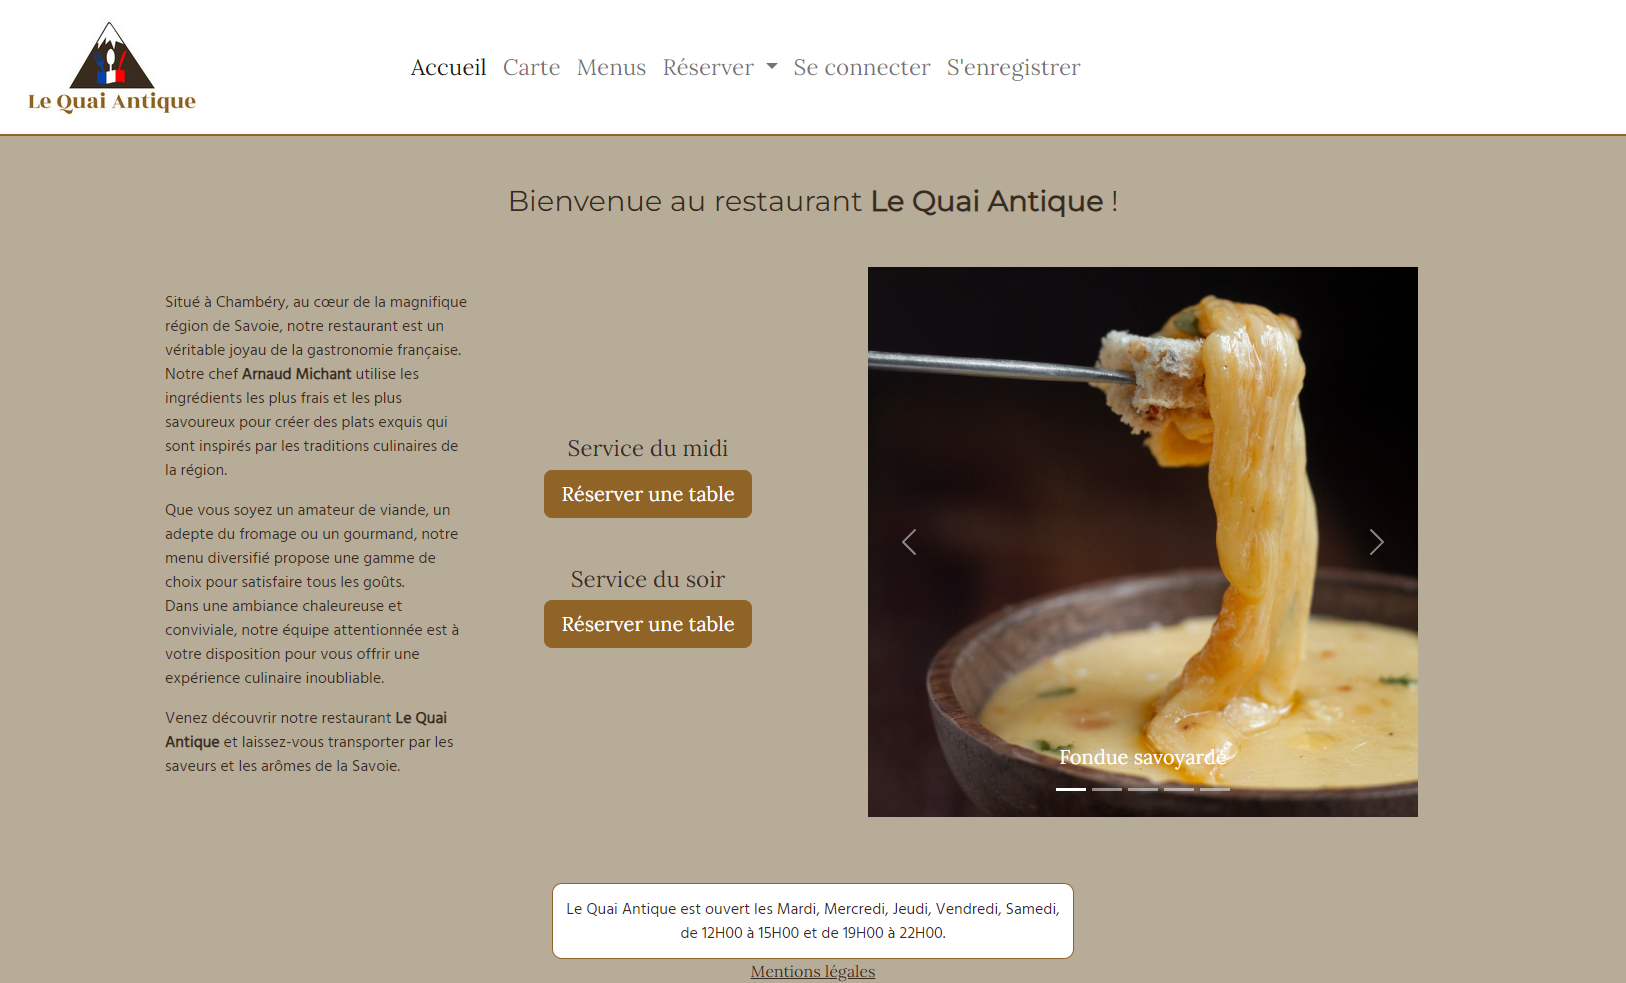 Le Quai Antique
Accueil Carte Menus Réserver Se connecter S'enregistrer
Bienvenue au restaurant Le Quai Antique !
Situé à Chambéry, au cœur de la magnifique
région de Savoie, notre restaurant est un
véritable joyau de la gastronomie française.
Notre chef Arnaud Michant utilise les
ingrédients les plus frais et les plus
savoureux pour créer des plats exquis qui
sont inspirés par les traditions culinaires de
la région.
Que vous soyez un amateur de viande, un
adepte du fromage ou un gourmand, notre
menu diversifié propose une gamme de
choix pour satisfaire tous les goûts.
Dans une ambiance chaleureuse et
conviviale, notre équipe attentionnée est à
votre disposition pour vous offrir une
expérience culinaire inoubliable.
Venez découvrir notre restaurant Le Quai
Antique et laissez-vous transporter par les
saveurs et les arômes de la Savoie.
Service du midi
Réserver une table
Service du soir
Réserver une table
Fondue savoyarde
Le Quai Antique est ouvert les Mardi, Mercredi, Jeudi, Vendredi, Samedi,
de 12H00 à 15H00 et de 19H00 à 22H00.
Mentions légales